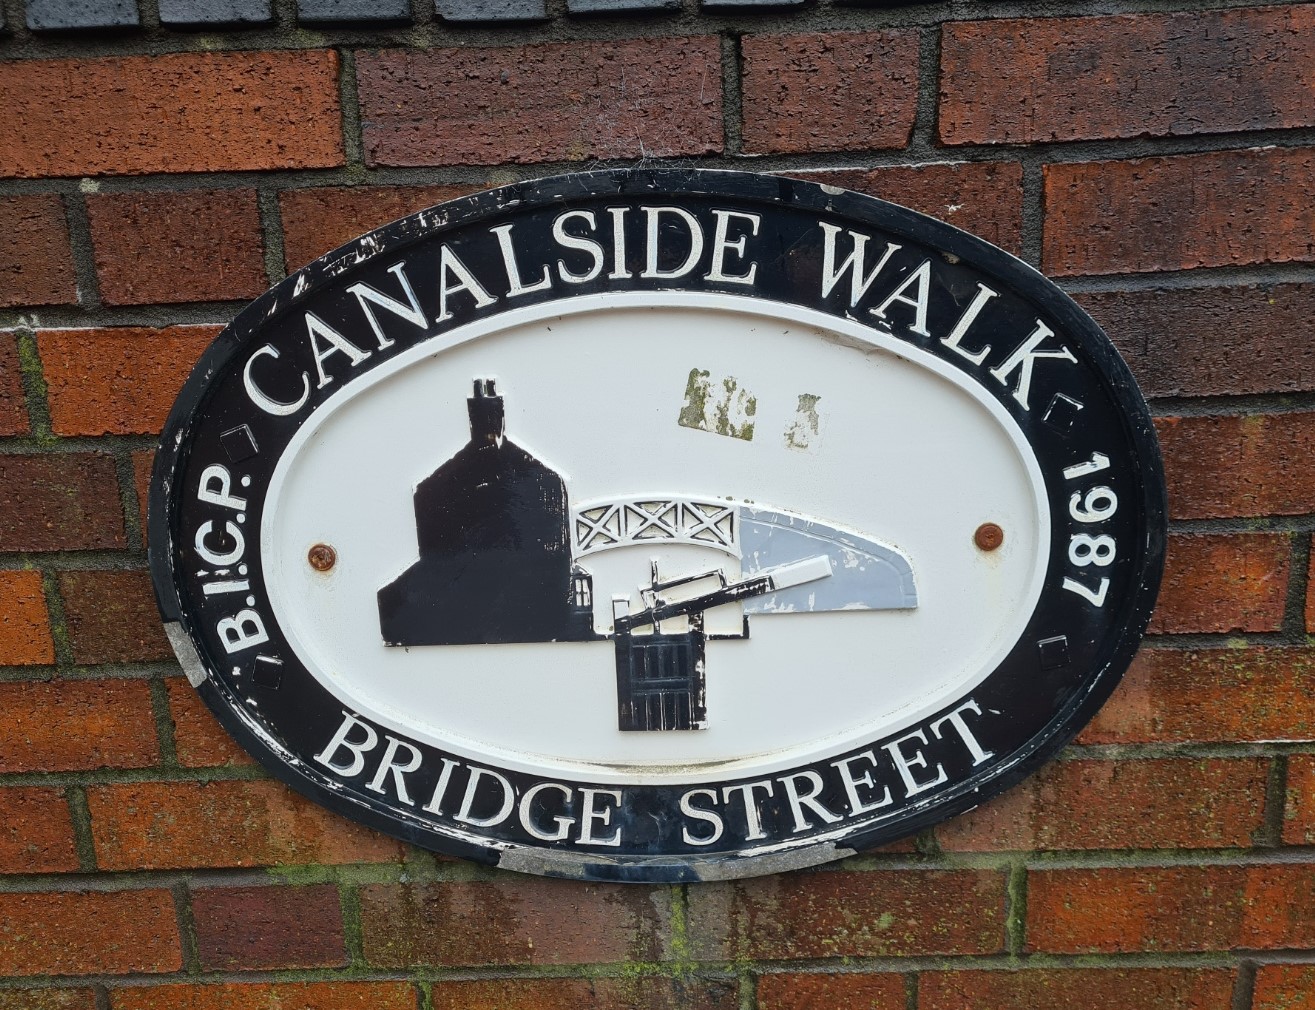 CANALSIDE WALK
B.I.C.P.
1987
BRIDGE STREET